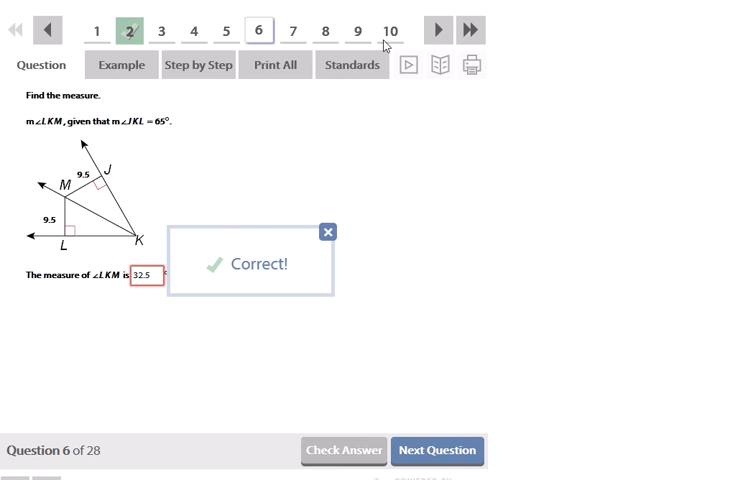 1 2 3 4 5 6 7 8 9 10
Question Example Step by Step Print All Standards
Find the measure.
m∠LKM, given that m∠JKL = 65°.
J
9.5
M
9.5
L
K
Correct!
The measure of ∠LKM is 32.5 °
Question 6 of 28 Check Answer Next Question
POWERED BY